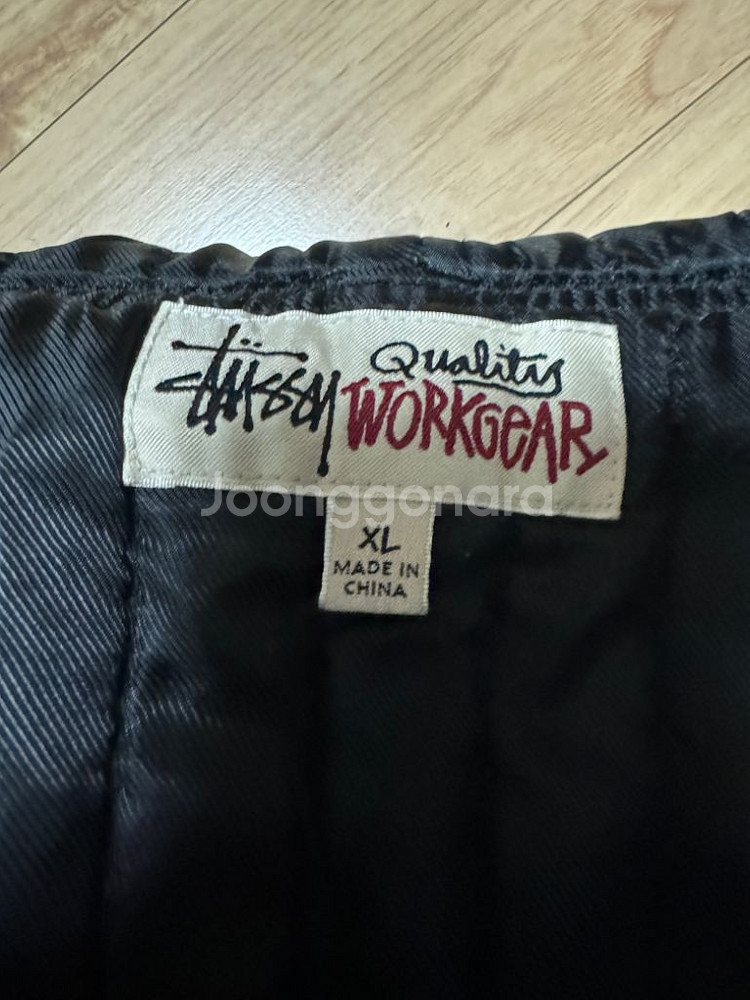 Stüssy Quality
WORKGEAR
Joonggonara
XL
MADE IN
CHINA